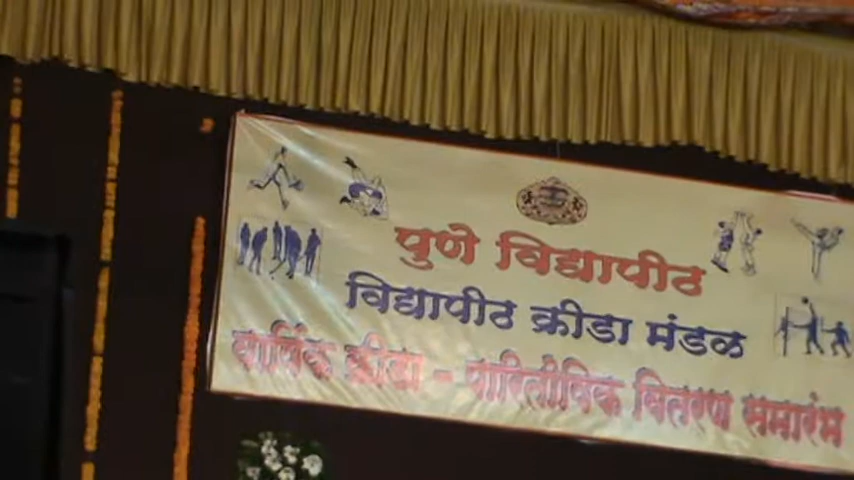 पुणे विद्यापीठ
विद्यापीठ क्रीडा मंडळ
वार्षिक क्रीडा - पारितोषिक वितरण समारंभ